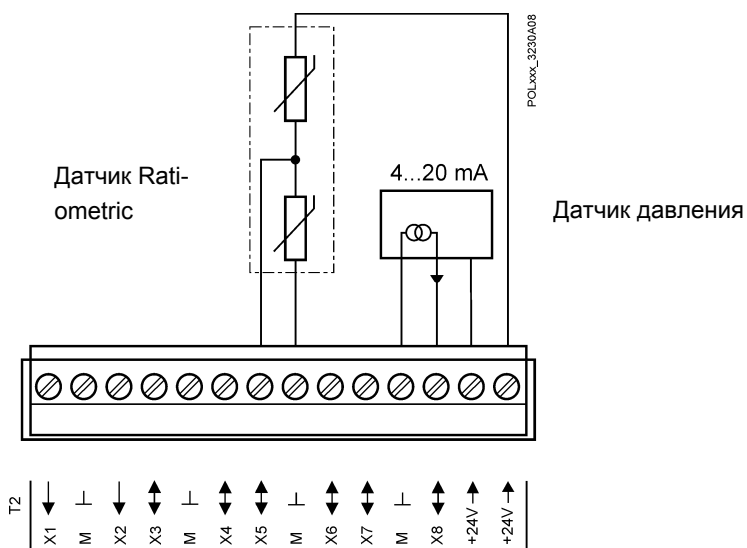 POLxxx_3230A08
Датчик Rati-
ometric
4...20 mA
Датчик давления
T2
X1
M
X2
X3
M
X4
X5
M
X6
X7
M
X8
+24V
+24V